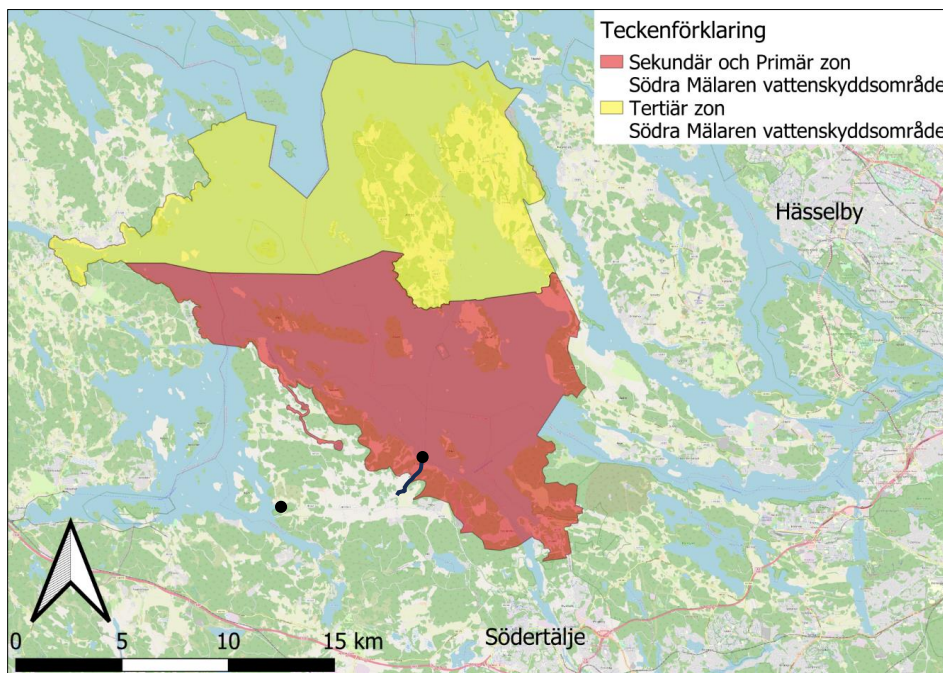 Teckenförklaring
Sekundär och Primär zon
Södra Mälaren vattenskyddsområde
Tertiär zon
Södra Mälaren vattenskyddsområde
Hässelby
Södertälje
0 5 10 15 km